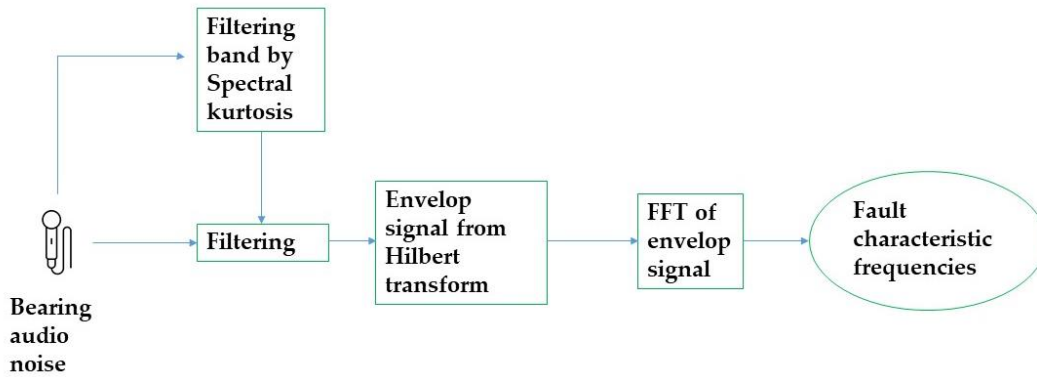 Filtering
band by
Spectral
kurtosis
Bearing
audio
noise
Filtering
Envelop
signal from
Hilbert
transform
FFT of
envelop
signal
Fault
characteristic
frequencies